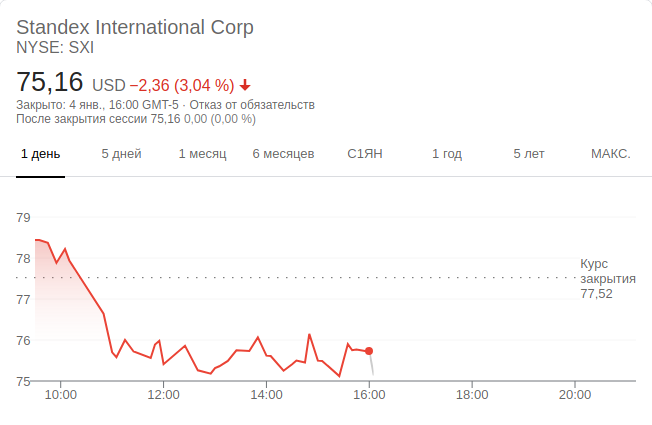 Standex International Corp
NYSE: SXI
75,16 USD −2,36 (3,04 %)
Закрыто: 4 янв., 16:00 GMT-5 · Отказ от обязательств
После закрытия сессии 75,16 0,00 (0,00 %)
1 день 5 дней 1 месяц 6 месяцев С1ЯН 1 год 5 лет МАКС.
79
78
Курс
закрытия
77,52
77
76
75
10:00 12:00 14:00 16:00 18:00 20:00